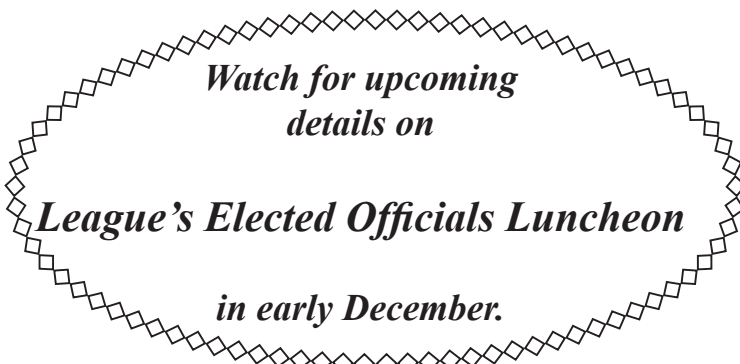 Watch for upcoming
details on
League’s Elected Officials Luncheon
in early December.